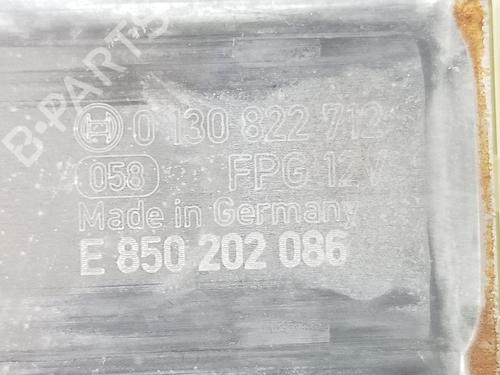 B-PARTS
0 130 822 712
058 FPG 12V
Made in Germany
E 850 202 086